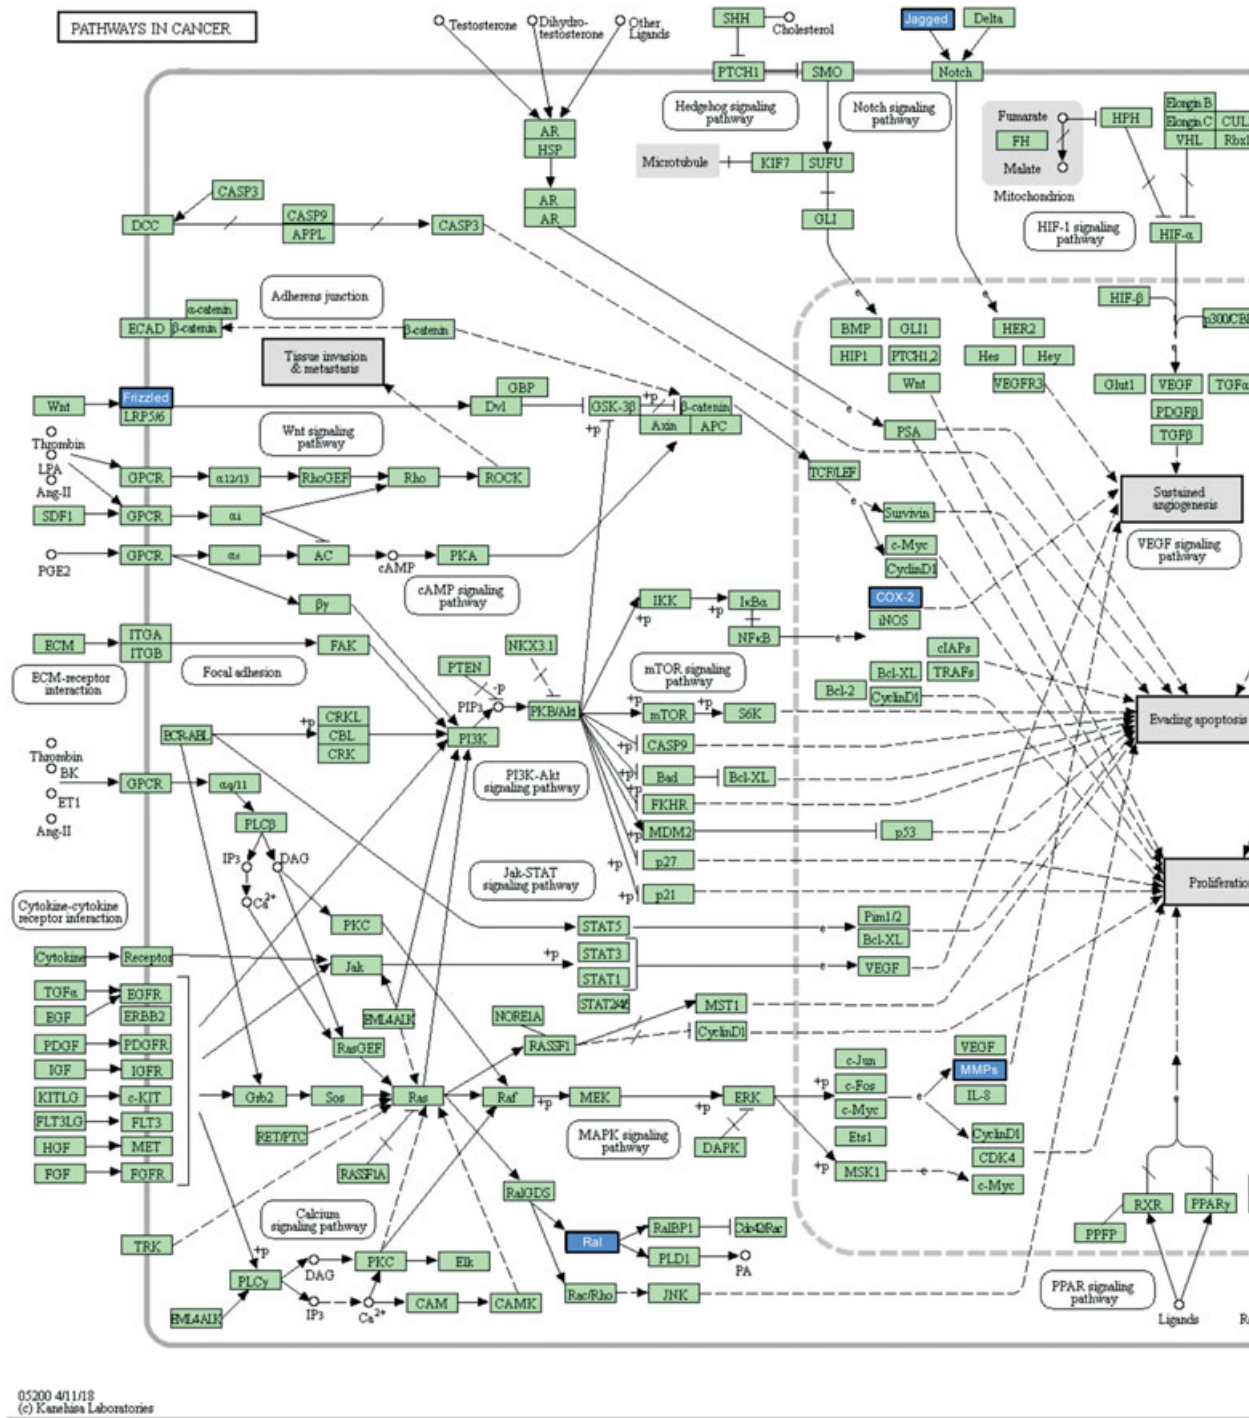 PATHWAYS IN CANCER
Testosterone
Dihydro-
testosterone
Other
Ligands
SHH
Cholesterol
Jagged
Delta
PTCH1
SMO
Notch
Hedgehog signaling
pathway
Notch signaling
pathway
Fumarate
FH
Malate
Mitochondrion
HPH
Elongin B
Elongin C
VHL
AR
HSP
Microtubule
KIF7
SUFU
AR
AR
GLI
HIF-1 signaling
pathway
HIF-α
CASP3
DCC
CASP9
APPL
CASP3
Adherens junction
α-catenin
ECAD
β-catenin
β-catenin
Tissue invasion
& metastasis
HIF-β
e
e
e
BMP
GLI1
HER2
HIP1
PTCH1,2
Hes
Hey
Wnt
VEGFR3
Glut1
VEGF
PDGFβ
TGFβ
Wnt
Frizzled
LRP5/6
GBP
Dvl
GSK-3β
+p
β-catenin
Axin
APC
+p
Wnt signaling
pathway
e
PSA
Thrombin
LPA
Ang-II
GPCR
α12/13
RhoGEF
Rho
ROCK
TCF/LEF
Sustained
angiogenesis
SDF1
GPCR
αi
e
Survivin
c-Myc
CyclinD1
VEGF signaling
pathway
PGE2
GPCR
αs
AC
cAMP
PKA
cAMP signaling
pathway
βγ
IKK
+p
IκBα
+p
+p
NFκB
e
COX-2
iNOS
ECM
ITGA
ITGB
FAK
NKX3.1
PTEN
-p
PIP3
ECM-receptor
interaction
Focal adhesion
mTOR signaling
pathway
cIAPs
Bcl-XL
TRAFs
Bcl-2
CyclinD1
PKB/Akt
+p
mTOR
+p
S6K
Evading apoptosis
BCR-ABL
+p
CRKL
CBL
CRK
PI3K
+p
CASP9
PI3K-Akt
signaling pathway
+p
Bad
Bcl-XL
Thrombin
BK
ET1
Ang-II
GPCR
αq/11
+p
FKHR
PLCβ
+p
MDM2
p53
IP3
DAG
Ca2+
Jak-STAT
signaling pathway
+p
p27
+p
p21
Proliferation
Cytokine-cytokine
receptor interaction
PKC
STAT5
e
Pim1/2
Bcl-XL
Cytokine
Receptor
Jak
+p
STAT3
STAT1
e
VEGF
TGFα
EGFR
EGF
ERBB2
EML4-ALK
NORE1A
MST1
PDGF
PDGFR
RasGEF
RASSF1
CyclinD1
c-Jun
VEGF
IGF
IGFR
+p
c-Fos
e
MMPs
KITLG
c-KIT
Grb2
Sos
Ras
Raf
+p
MEK
+p
ERK
c-Myc
IL-8
FLT3LG
FLT3
RET/PTC
MAPK signaling
pathway
DAPK
Ets1
CyclinD1
CDK4
HGF
MET
FGF
FGFR
RASSF1A
+p
MSK1
e
c-Myc
e
RalGDS
RXR
PPARγ
PPFP
Calcium
signaling pathway
TRK
Ral
RalBP1
Cdc42/Rac
+p
PLCγ
DAG
PKC
Elk
PLD1
PA
EML4-ALK
IP3
Ca2+
CAM
CAMK
Rac/Rho
JNK
PPAR signaling
pathway
Ligands
05200 4/11/18
(c) Kanehisa Laboratories